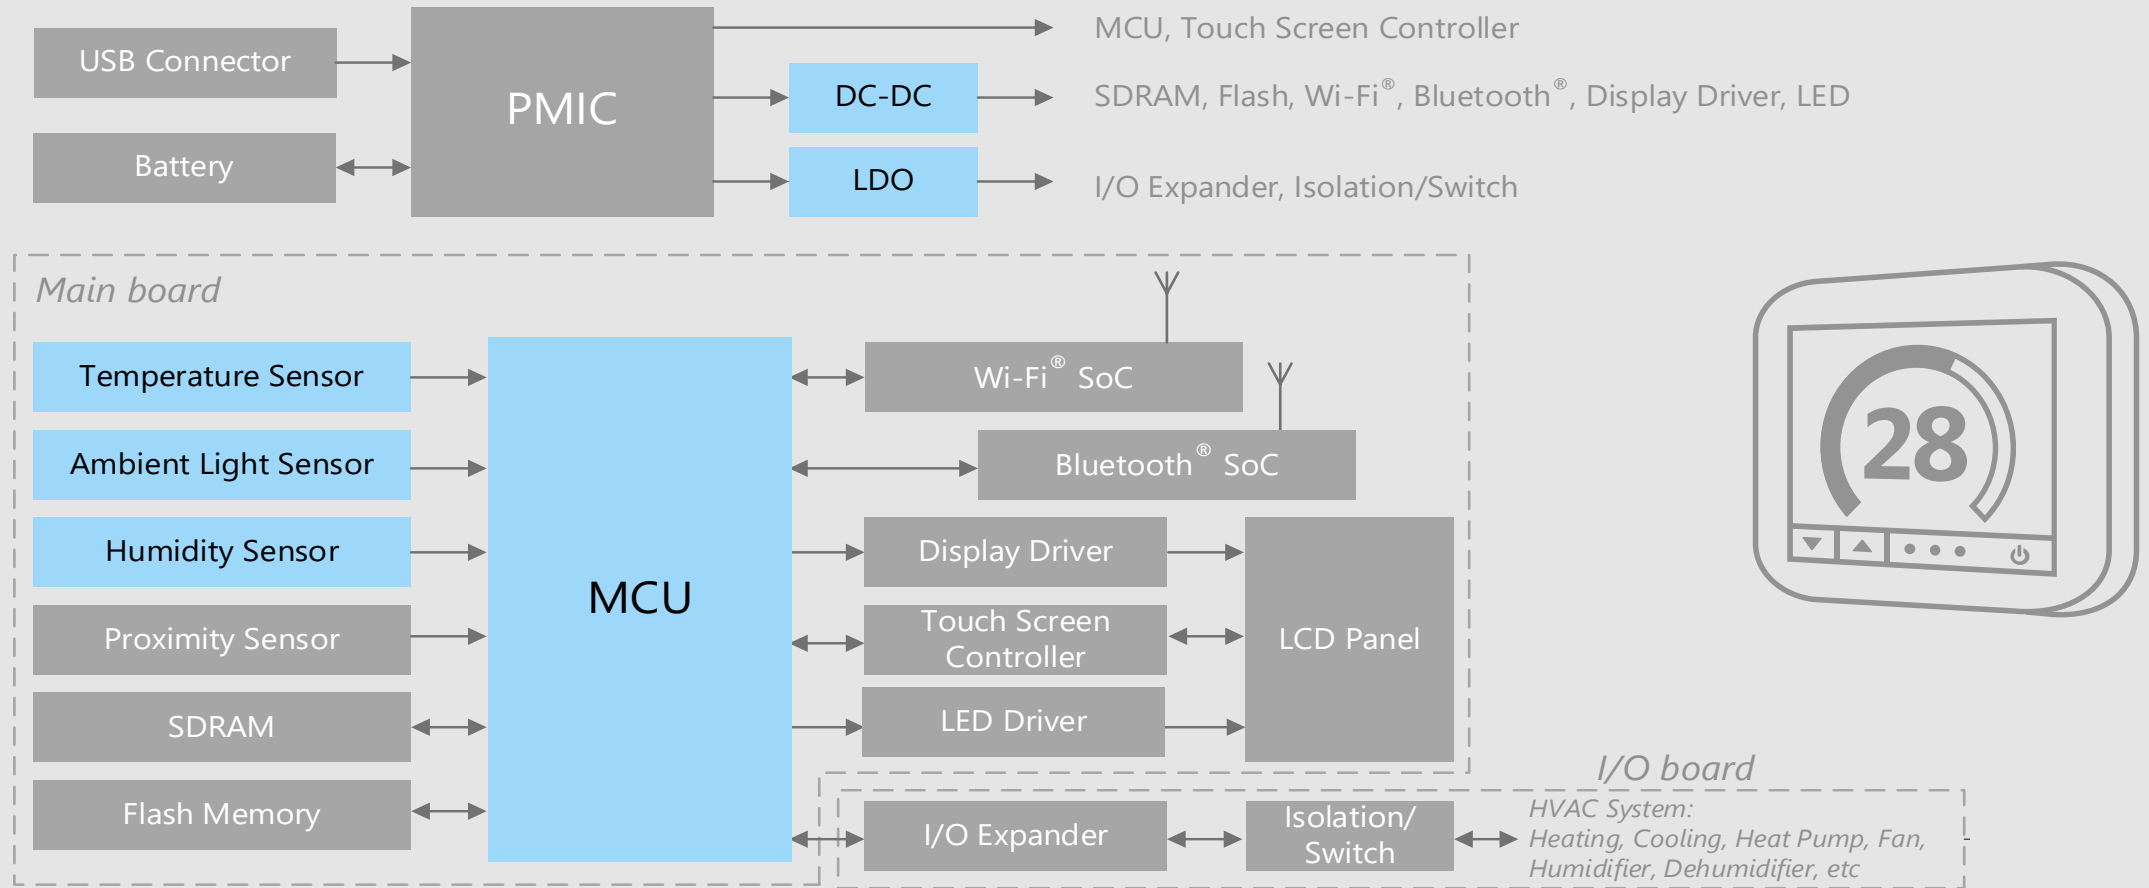 USB Connector
Battery
PMIC
DC-DC
LDO
MCU, Touch Screen Controller
SDRAM, Flash, Wi-Fi®, Bluetooth®, Display Driver, LED
I/O Expander, Isolation/Switch
Main board
Temperature Sensor
Ambient Light Sensor
Humidity Sensor
Proximity Sensor
SDRAM
Flash Memory
MCU
Wi-Fi® SoC
Bluetooth® SoC
Display Driver
Touch Screen
Controller
LED Driver
LCD Panel
28
I/O board
I/O Expander
Isolation/
Switch
HVAC System:
Heating, Cooling, Heat Pump, Fan,
Humidifier, Dehumidifier, etc